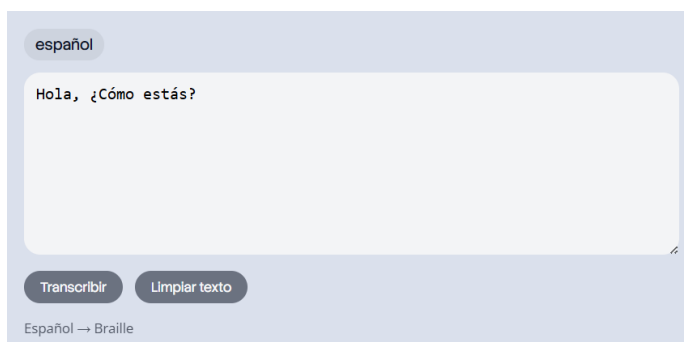 español
Hola, ¿Cómo estás?
Transcribir Limpiar texto
Español → Braille